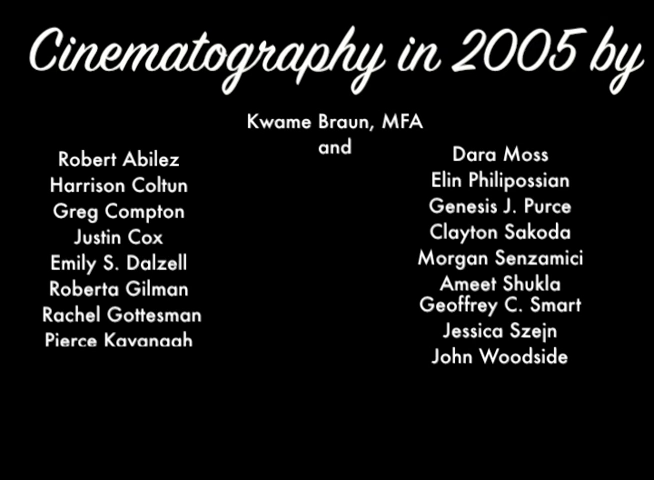 Cinematography in 2005 by
Kwame Braun, MFA
and
Robert Abilez
Harrison Coltun
Greg Compton
Justin Cox
Emily S. Dalzell
Roberta Gilman
Rachel Gottesman
Pierce Kavanagh
Dara Moss
Elin Philipossian
Genesis J. Purce
Clayton Sakoda
Morgan Senzamici
Ameet Shukla
Geoffrey C. Smart
Jessica Szejn
John Woodside